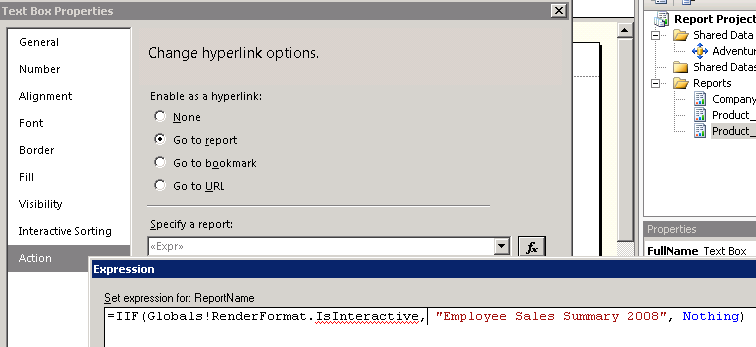 Text Box Properties
General
Number
Alignment
Font
Border
Fill
Visibility
Interactive Sorting
Action
Change hyperlink options.
Enable as a hyperlink:
None
Go to report
Go to bookmark
Go to URL
Specify a report:
«Expr»
fx
Expression
Set expression for: ReportName
=IIF(Globals!RenderFormat.IsInteractive, "Employee Sales Summary 2008", Nothing)
Report Projec
Shared Data
Adventur
Shared Datas
Reports
Company
Product_
Product_
Properties
FullName Text Box